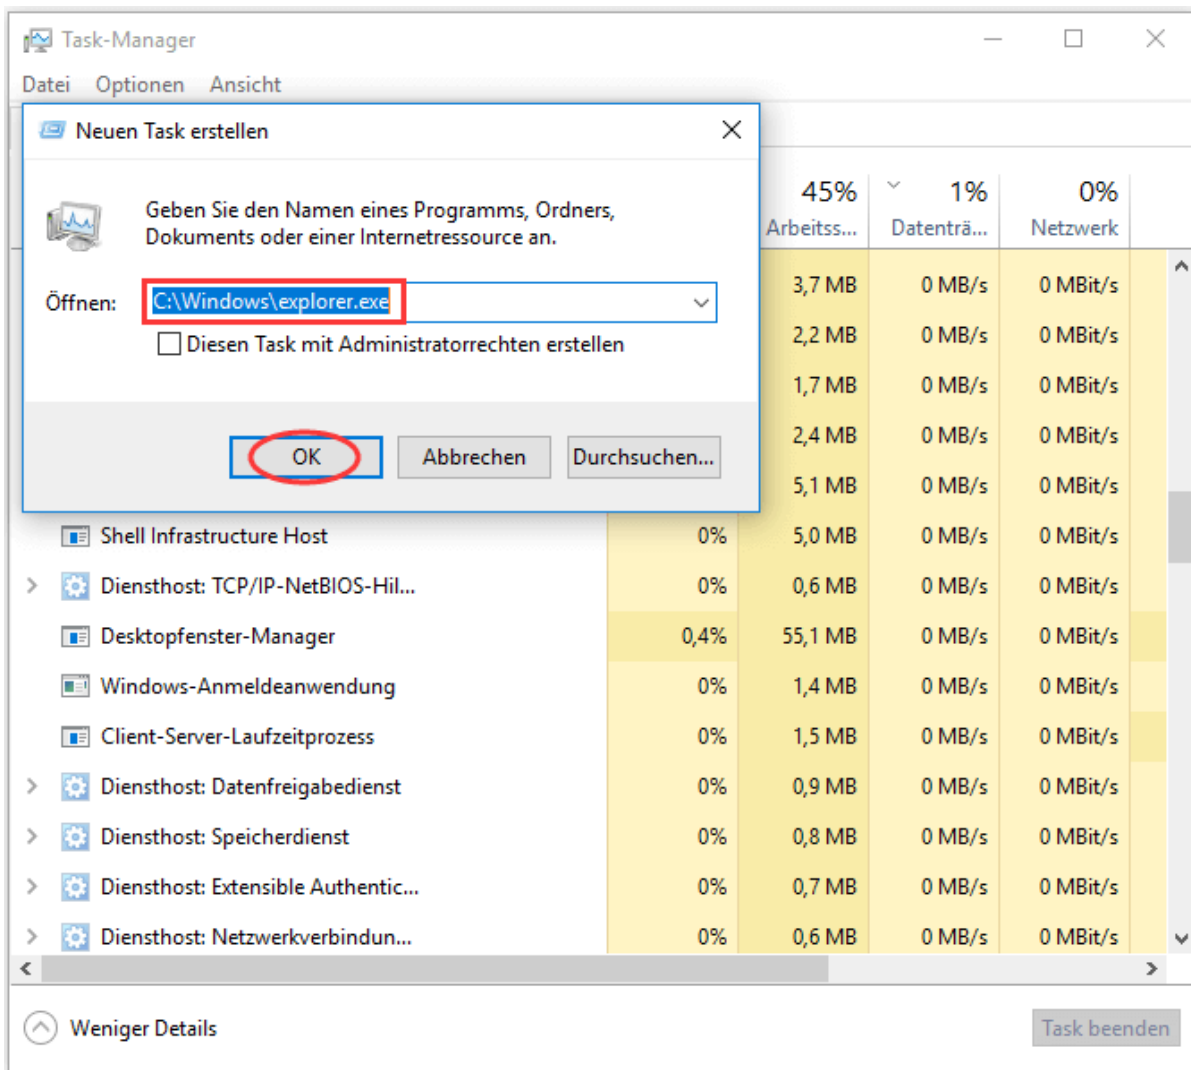 Task-Manager
Datei Optionen Ansicht
Neuen Task erstellen
Geben Sie den Namen eines Programms, Ordners,
Dokuments oder einer Internetressource an.
Öffnen: C:\Windows\explorer.exe
Diesen Task mit Administratorrechten erstellen
OK Abbrechen Durchsuchen...
45% 1% 0%
Arbeitss... Datenträ... Netzwerk
3,7 MB 0 MB/s 0 MBit/s
2,2 MB 0 MB/s 0 MBit/s
1,7 MB 0 MB/s 0 MBit/s
2,4 MB 0 MB/s 0 MBit/s
5,1 MB 0 MB/s 0 MBit/s
Shell Infrastructure Host 0% 5,0 MB 0 MB/s 0 MBit/s
Diensthost: TCP/IP-NetBIOS-Hil... 0% 0,6 MB 0 MB/s 0 MBit/s
Desktopfenster-Manager 0,4% 55,1 MB 0 MB/s 0 MBit/s
Windows-Anmeldeanwendung 0% 1,4 MB 0 MB/s 0 MBit/s
Client-Server-Laufzeitprozess 0% 1,5 MB 0 MB/s 0 MBit/s
Diensthost: Datenfreigabedienst 0% 0,9 MB 0 MB/s 0 MBit/s
Diensthost: Speicherdienst 0% 0,8 MB 0 MB/s 0 MBit/s
Diensthost: Extensible Authentic... 0% 0,7 MB 0 MB/s 0 MBit/s
Diensthost: Netzwerkverbindun... 0% 0,6 MB 0 MB/s 0 MBit/s
Weniger Details Task beenden